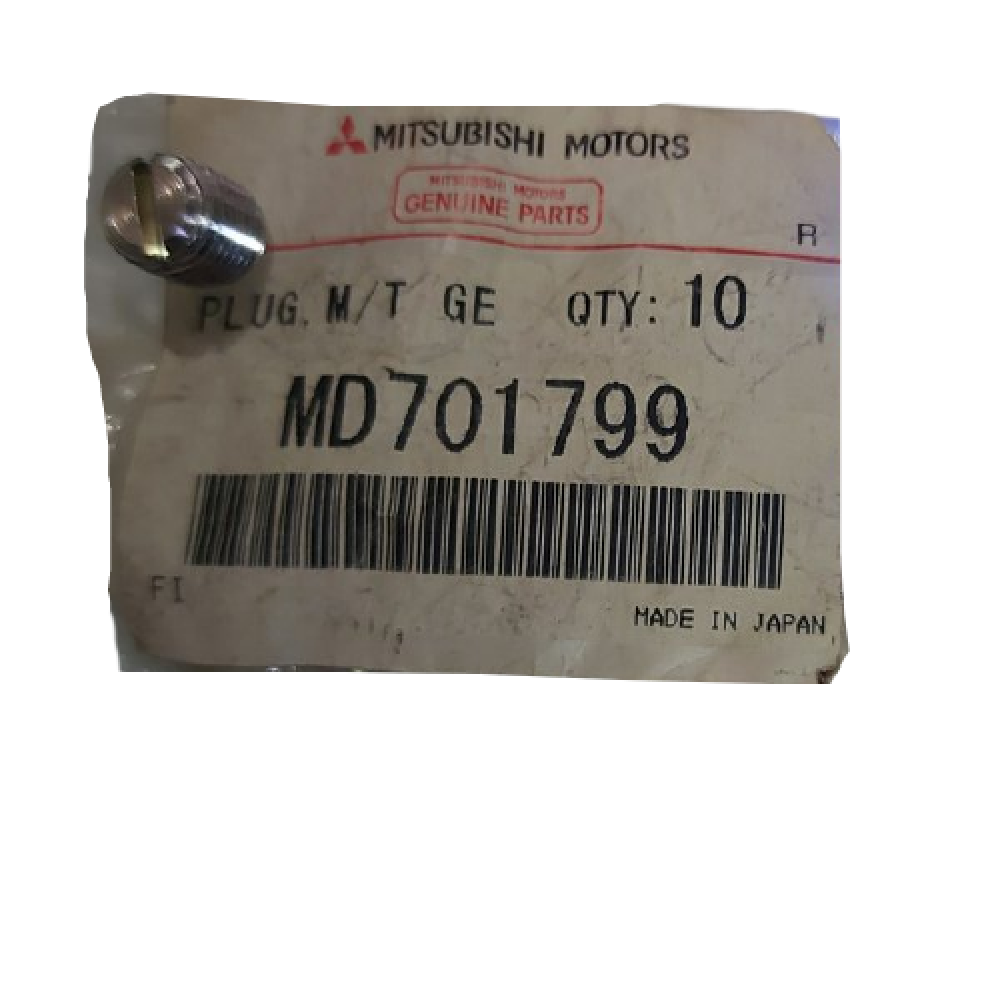 MITSUBISHI MOTORS
MITSUBISHI MOTORS
GENUINE PARTS
R
PLUG, M/T GE QTY: 10
MD701799
FI
MADE IN JAPAN